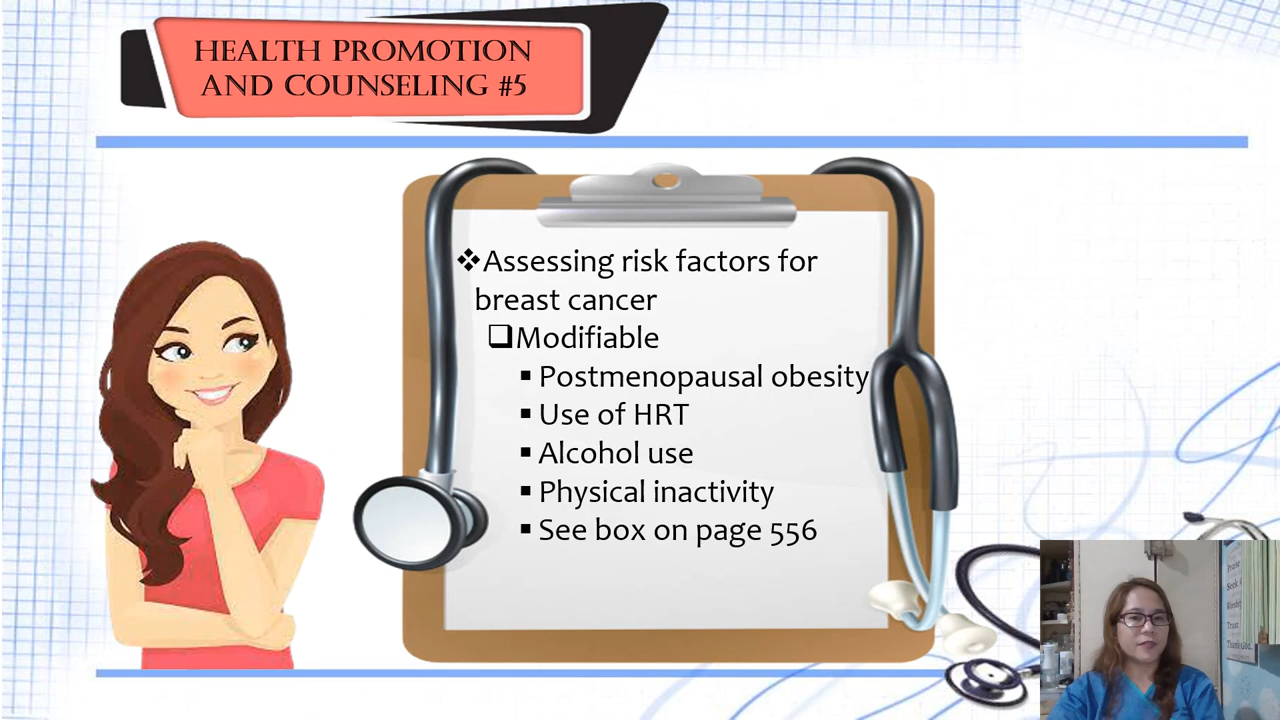 HEALTH PROMOTION
AND COUNSELING #5
❖Assessing risk factors for
breast cancer
❑Modifiable
▪ Postmenopausal obesity
▪ Use of HRT
▪ Alcohol use
▪ Physical inactivity
▪ See box on page 556
Trust